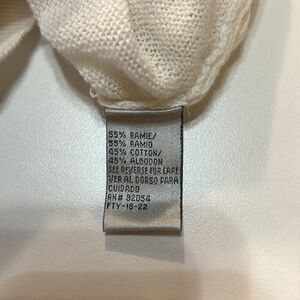 55% RAMIE/
55% RAMIO
45% COTTON/
45% ALGODON
SEE REVERSE FOR CARE
VER AL DORSO PARA
CUIDADO
RN# 92054
FTY-18-22